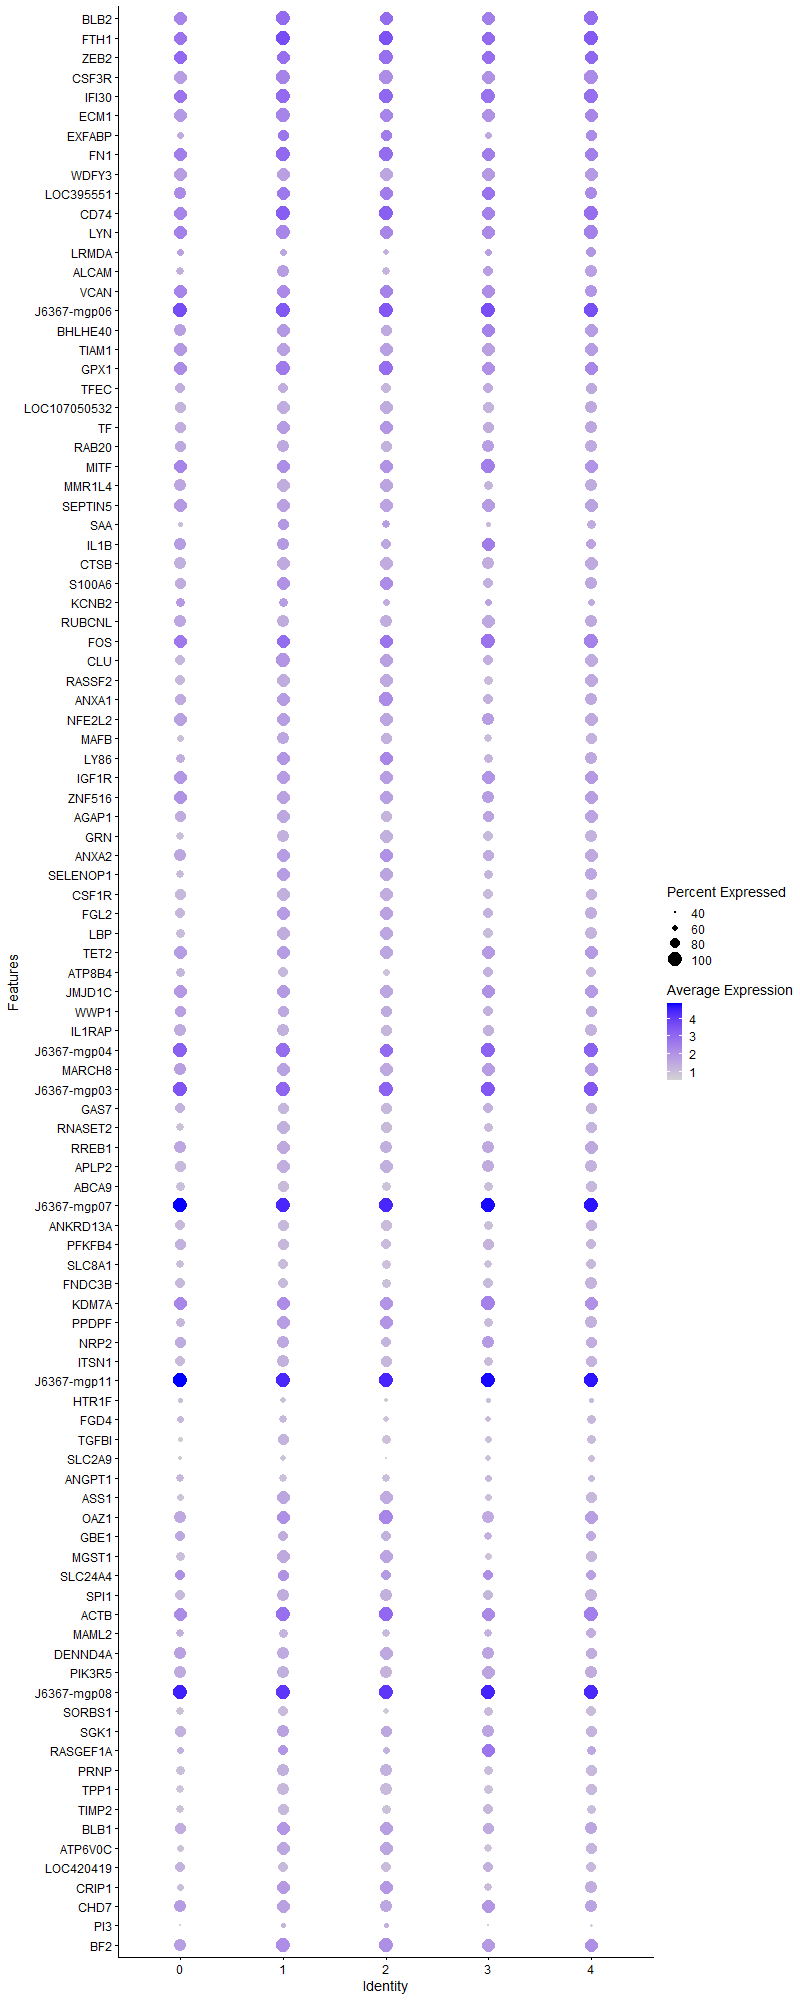 BLB2
FTH1
ZEB2
CSF3R
IFI30
ECM1
EXFABP
FN1
WDFY3
LOC395551
CD74
LYN
LRMDA
ALCAM
VCAN
J6367-mgp06
BHLHE40
TIAM1
GPX1
TFEC
LOC107050532
TF
RAB20
MITF
MMR1L4
SEPTIN5
SAA
IL1B
CTSB
S100A6
KCNB2
RUBCNL
FOS
CLU
RASSF2
ANXA1
NFE2L2
MAFB
LY86
IGF1R
ZNF516
AGAP1
GRN
ANXA2
SELENOP1
CSF1R
FGL2
LBP
TET2
ATP8B4
JMJD1C
WWP1
IL1RAP
J6367-mgp04
MARCH8
J6367-mgp03
GAS7
RNASET2
RREB1
APLP2
ABCA9
J6367-mgp07
ANKRD13A
PFKFB4
SLC8A1
FNDC3B
KDM7A
PPDPF
NRP2
ITSN1
J6367-mgp11
HTR1F
FGD4
TGFBI
SLC2A9
ANGPT1
ASS1
OAZ1
GBE1
MGST1
SLC24A4
SPI1
ACTB
MAML2
DENND4A
PIK3R5
J6367-mgp08
SORBS1
SGK1
RASGEF1A
PRNP
TPP1
TIMP2
BLB1
ATP6V0C
LOC420419
CRIP1
CHD7
PI3
BF2
Features
0 1 2 3 4
Identity
Percent Expressed
40
60
80
100
Average Expression
4
3
2
1